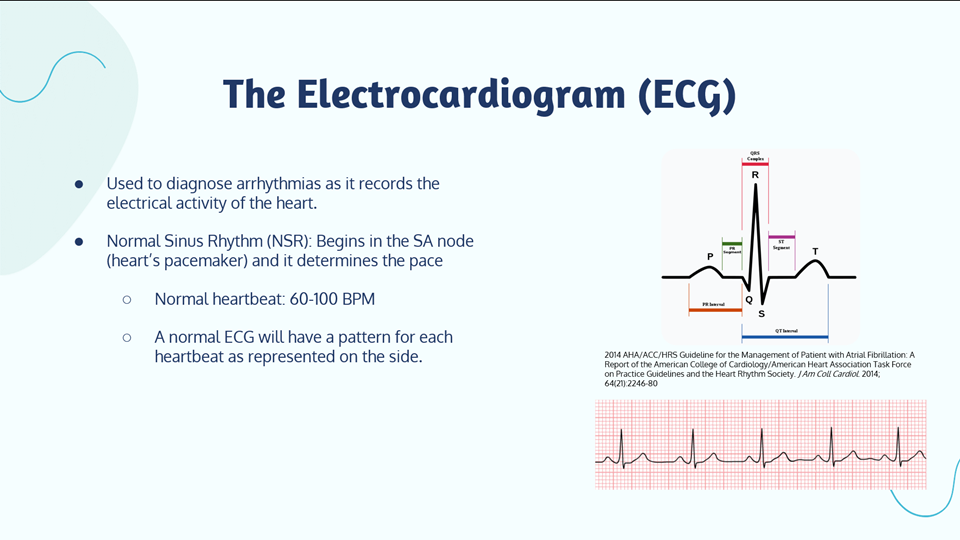 The Electrocardiogram (ECG)
● Used to diagnose arrhythmias as it records the
electrical activity of the heart.
● Normal Sinus Rhythm (NSR): Begins in the SA node
(heart's pacemaker) and it determines the pace
○ Normal heartbeat: 60-100 BPM
○ A normal ECG will have a pattern for each
heartbeat as represented on the side.
QRS
Complex
R
PR
Segment
ST
Segment
P
T
Q
S
PR Interval
QT Interval
2014 AHA/ACC/HRS Guideline for the Management of Patient with Atrial Fibrillation: A
Report of the American College of Cardiology/American Heart Association Task Force
on Practice Guidelines and the Heart Rhythm Society. J Am Coll Cardiol. 2014;
64(21):2246-80